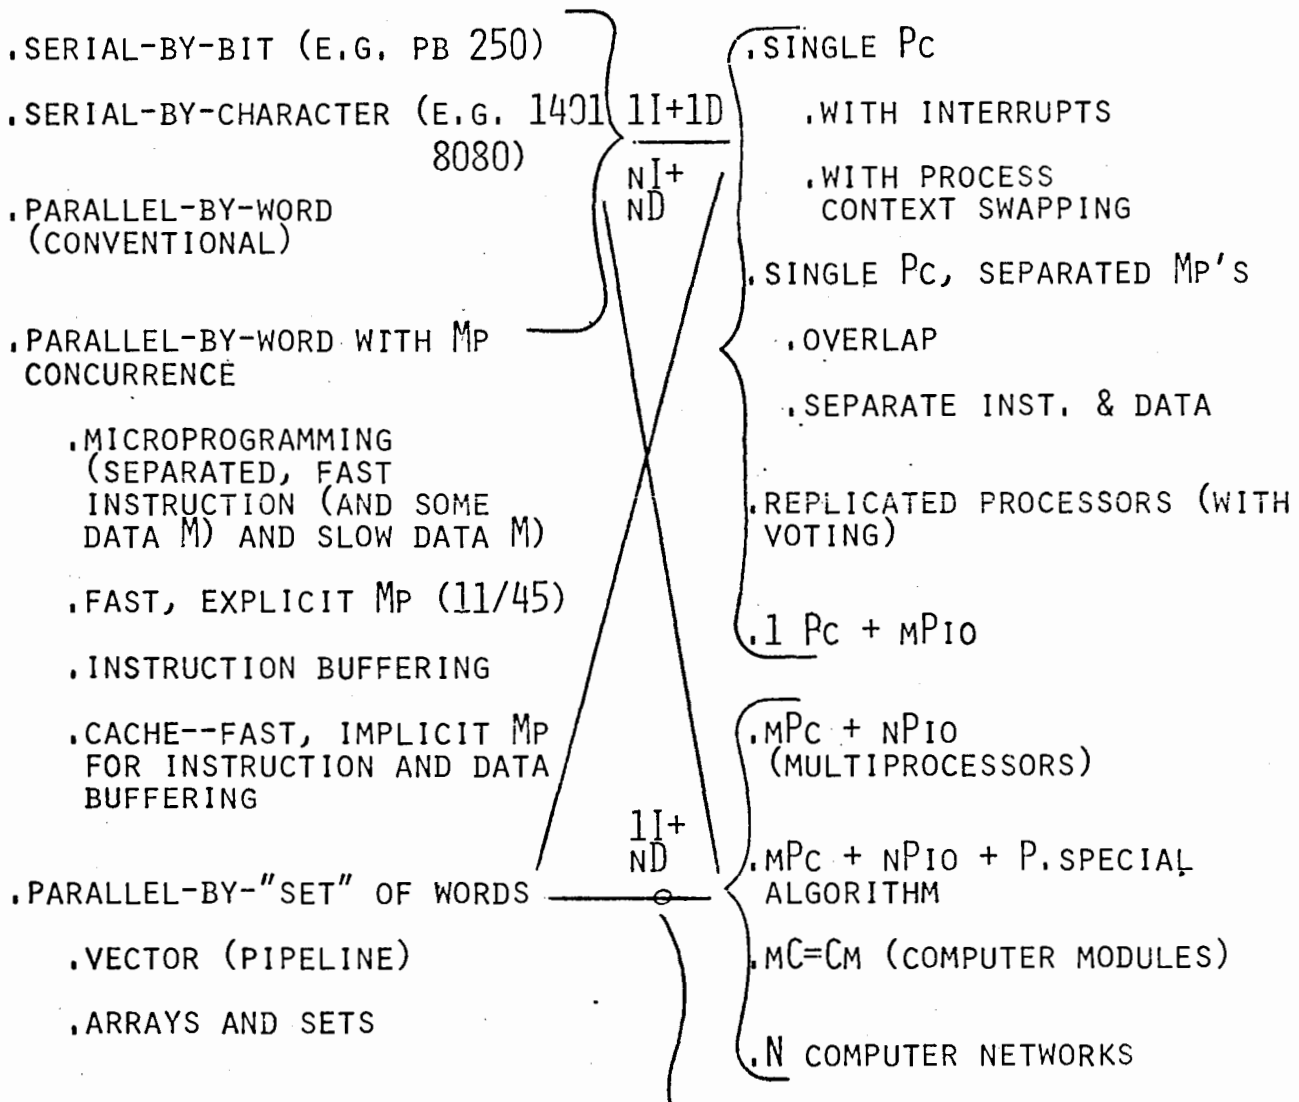 .SERIAL-BY-BIT (E.G. PB 250)
.SERIAL-BY-CHARACTER (E.G. 1401
8080)
.PARALLEL-BY-WORD
(CONVENTIONAL)
.PARALLEL-BY-WORD WITH MP
CONCURRENCE
.MICROPROGRAMMING
(SEPARATED, FAST
INSTRUCTION (AND SOME
DATA M) AND SLOW DATA M)
.FAST, EXPLICIT MP (11/45)
.INSTRUCTION BUFFERING
.CACHE--FAST, IMPLICIT MP
FOR INSTRUCTION AND DATA
BUFFERING
.PARALLEL-BY-"SET" OF WORDS
.VECTOR (PIPELINE)
.ARRAYS AND SETS
1I+1D
NI+
ND
1I+
ND
.SINGLE PC
.WITH INTERRUPTS
.WITH PROCESS
CONTEXT SWAPPING
.SINGLE PC, SEPARATED MP'S
.OVERLAP
.SEPARATE INST. & DATA
.REPLICATED PROCESSORS (WITH
VOTING)
.1 PC + MPIO
.MPC + NPIO
(MULTIPROCESSORS)
.MPC + NPIO + P.SPECIAL
ALGORITHM
.MC=CM (COMPUTER MODULES)
.N COMPUTER NETWORKS